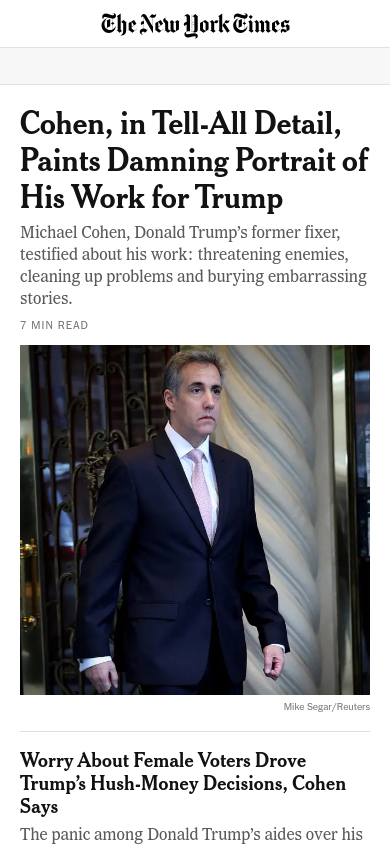 The New York Times
Cohen, in Tell-All Detail,
Paints Damning Portrait of
His Work for Trump
Michael Cohen, Donald Trump’s former fixer,
testified about his work: threatening enemies,
cleaning up problems and burying embarrassing
stories.
7 MIN READ
Mike Segar/Reuters
Worry About Female Voters Drove
Trump’s Hush-Money Decisions, Cohen
Says
The panic among Donald Trump’s aides over his